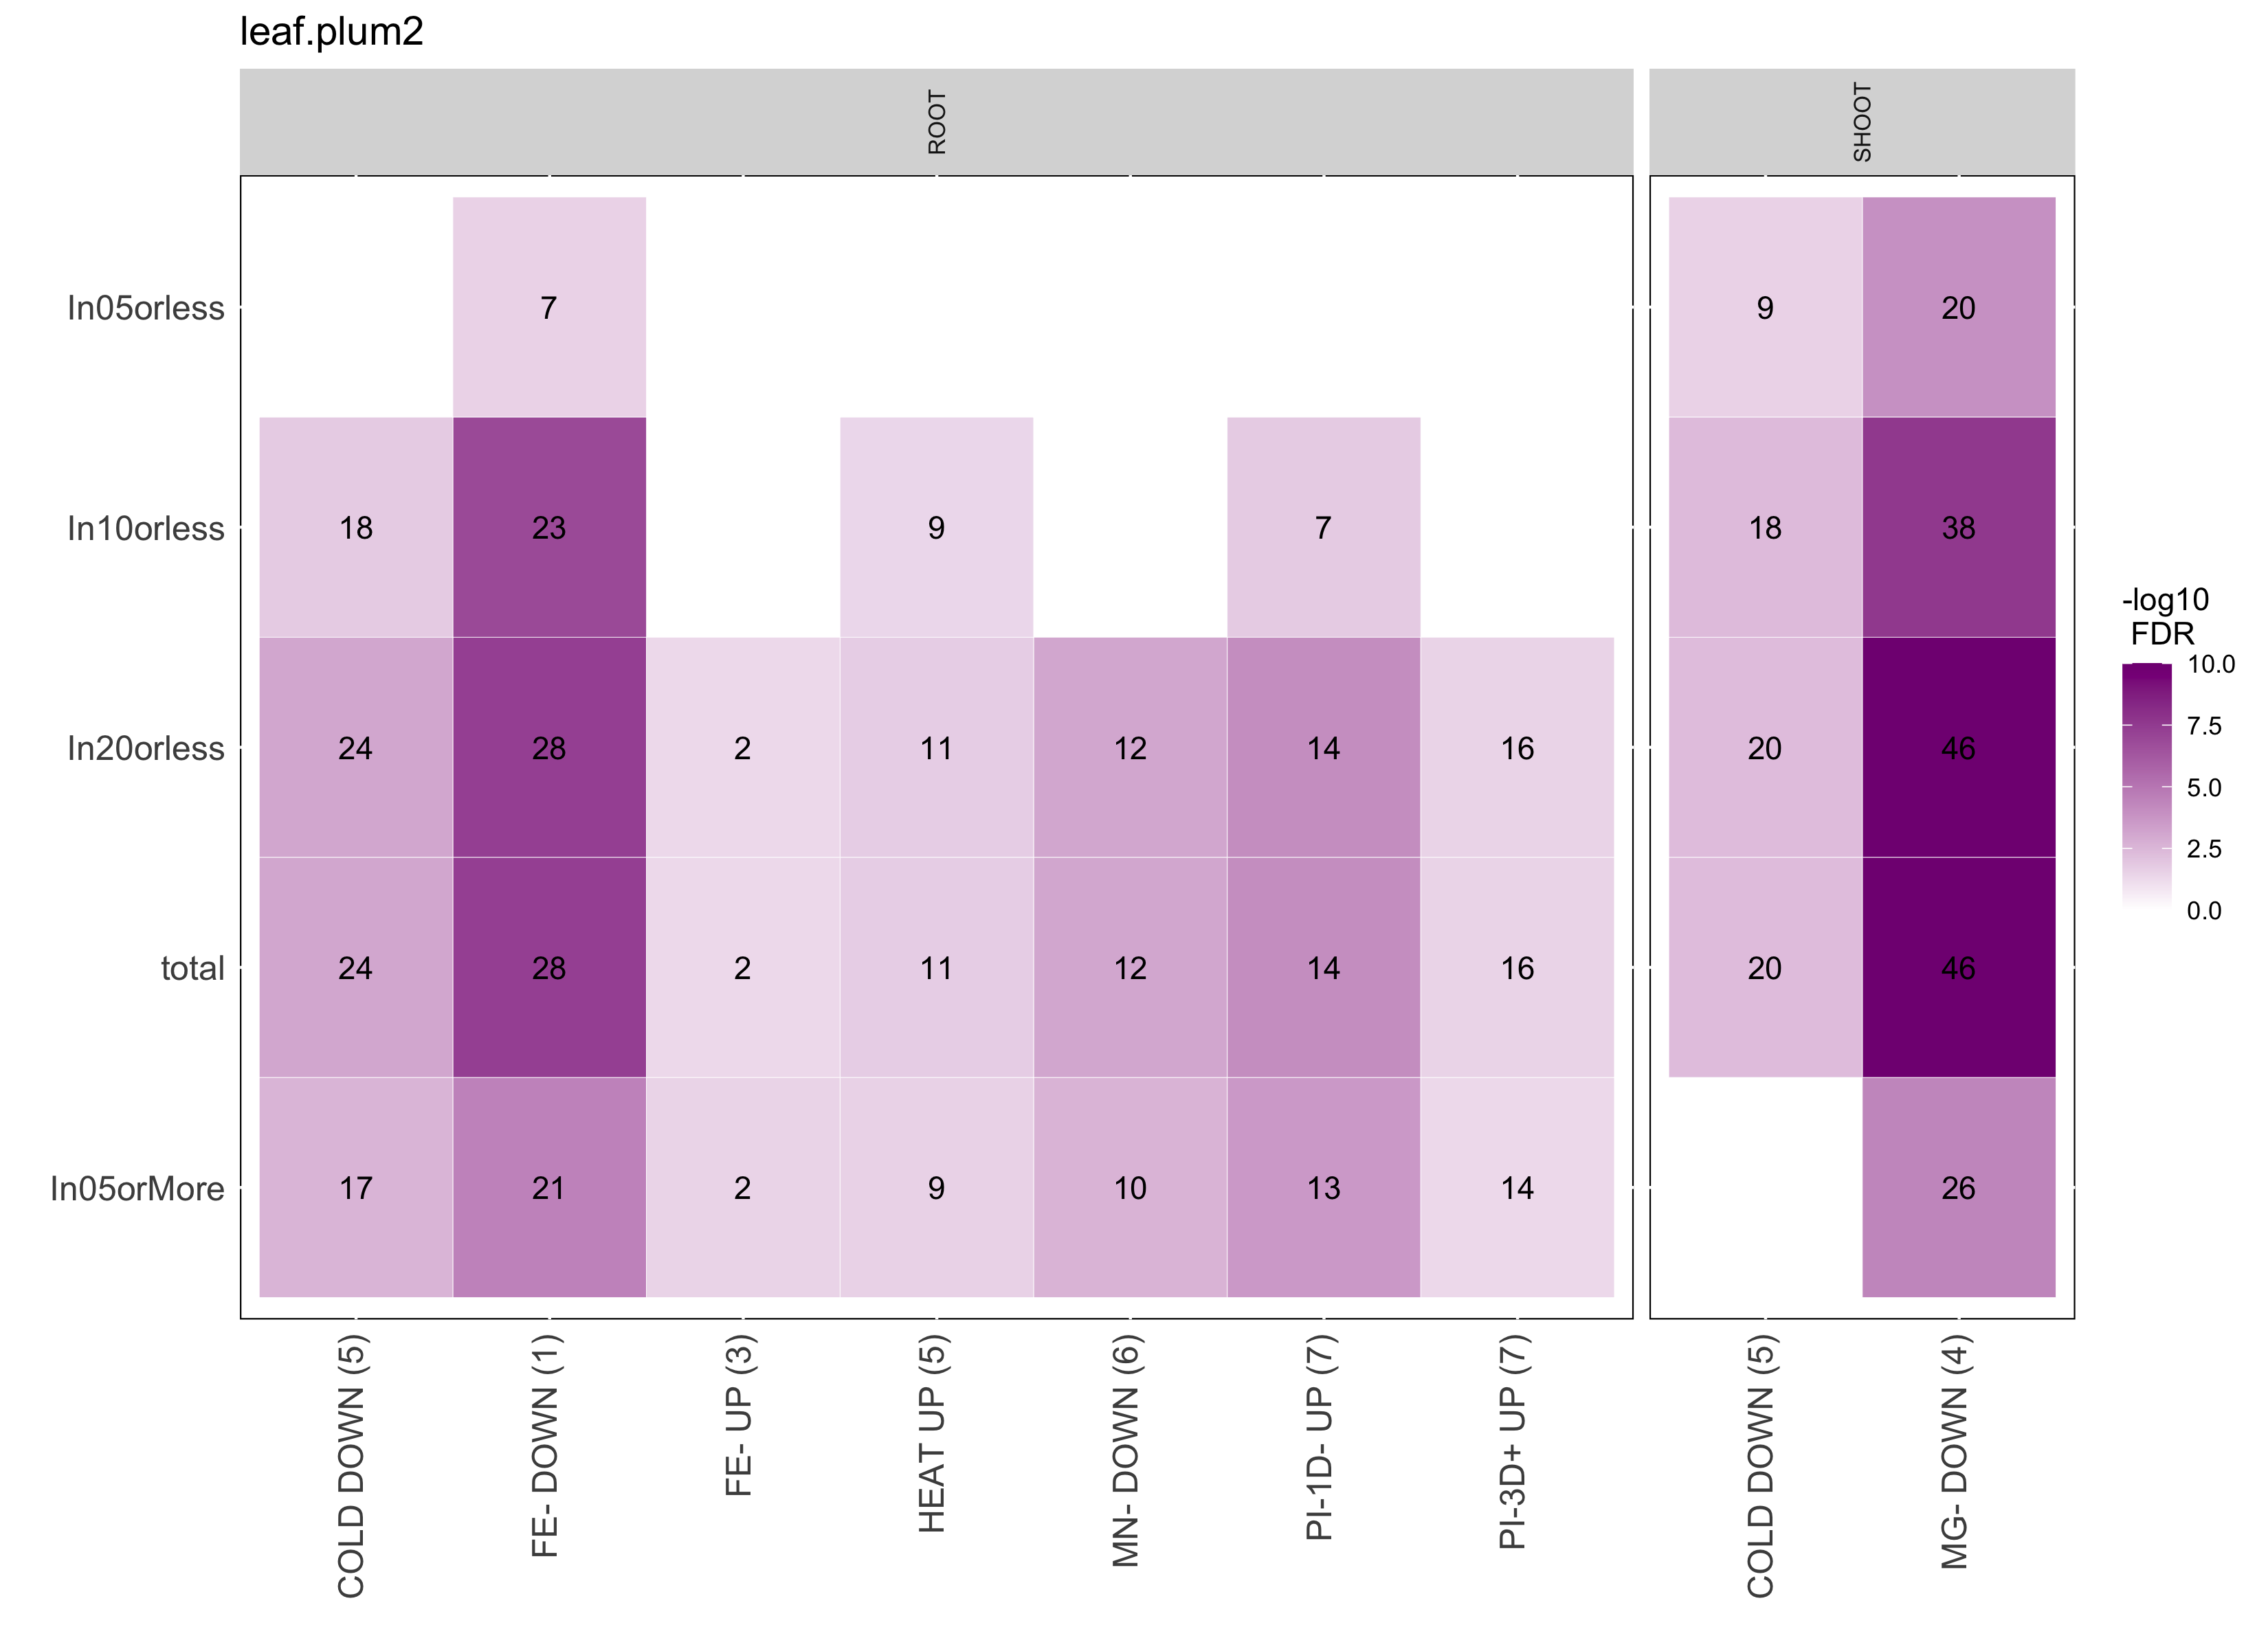 leaf.plum2
ROOT
SHOOT
In05orless
7
9
20
In10orless
18
23
9
7
18
38
In20orless
24
28
2
11
12
14
16
20
46
total
24
28
2
11
12
14
16
20
46
In05orMore
17
21
2
9
10
13
14
26
COLD DOWN (5)
FE- DOWN (1)
FE- UP (3)
HEAT UP (5)
MN- DOWN (6)
PI-1D- UP (7)
PI-3D+ UP (7)
COLD DOWN (5)
MG- DOWN (4)
-log10
FDR
10.0
7.5
5.0
2.5
0.0